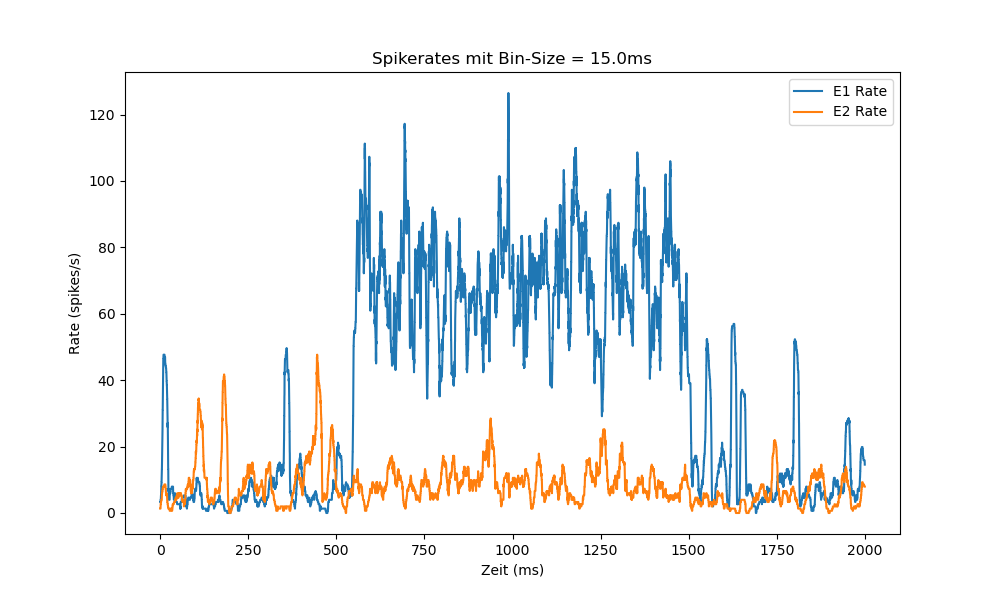 Spikerates mit Bin-Size = 15.0ms
E1 Rate
E2 Rate
120
100
80
60
40
20
0
Rate (spikes/s)
0 250 500 750 1000 1250 1500 1750 2000
Zeit (ms)